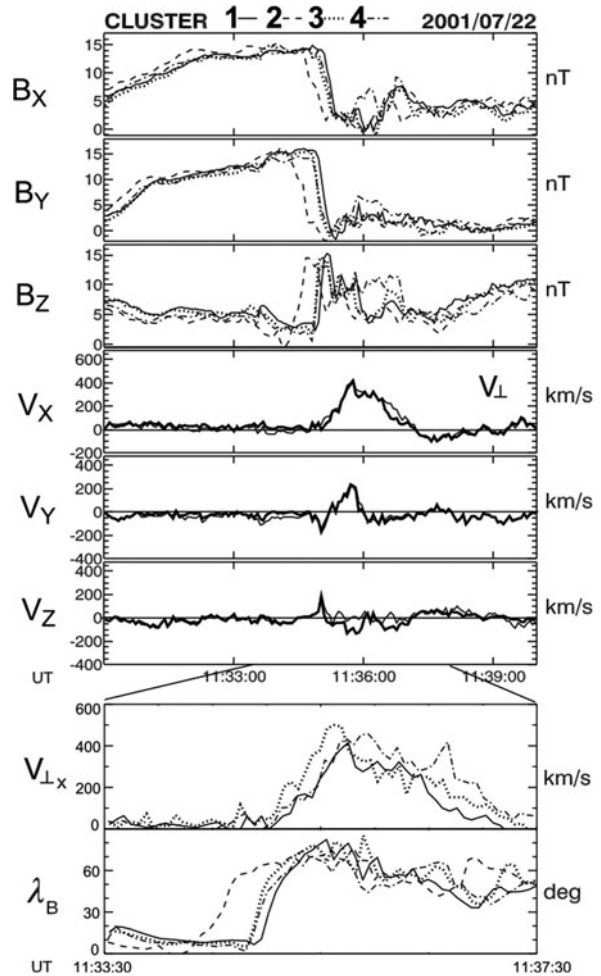 CLUSTER 1— 2--- 3······ 4-·-·- 2001/07/22
15
10
5
0
B_X
nT
15
10
5
0
B_Y
nT
15
10
5
0
B_Z
nT
600
400
200
0
-200
V_X
V_⊥
km/s
400
200
0
-200
-400
V_Y
km/s
400
200
0
-200
-400
V_Z
km/s
UT 11:33:00 11:36:00 11:39:00
600
400
200
0
V_⊥x
km/s
60
30
0
λ_B
deg
UT 11:33:30 11:37:30